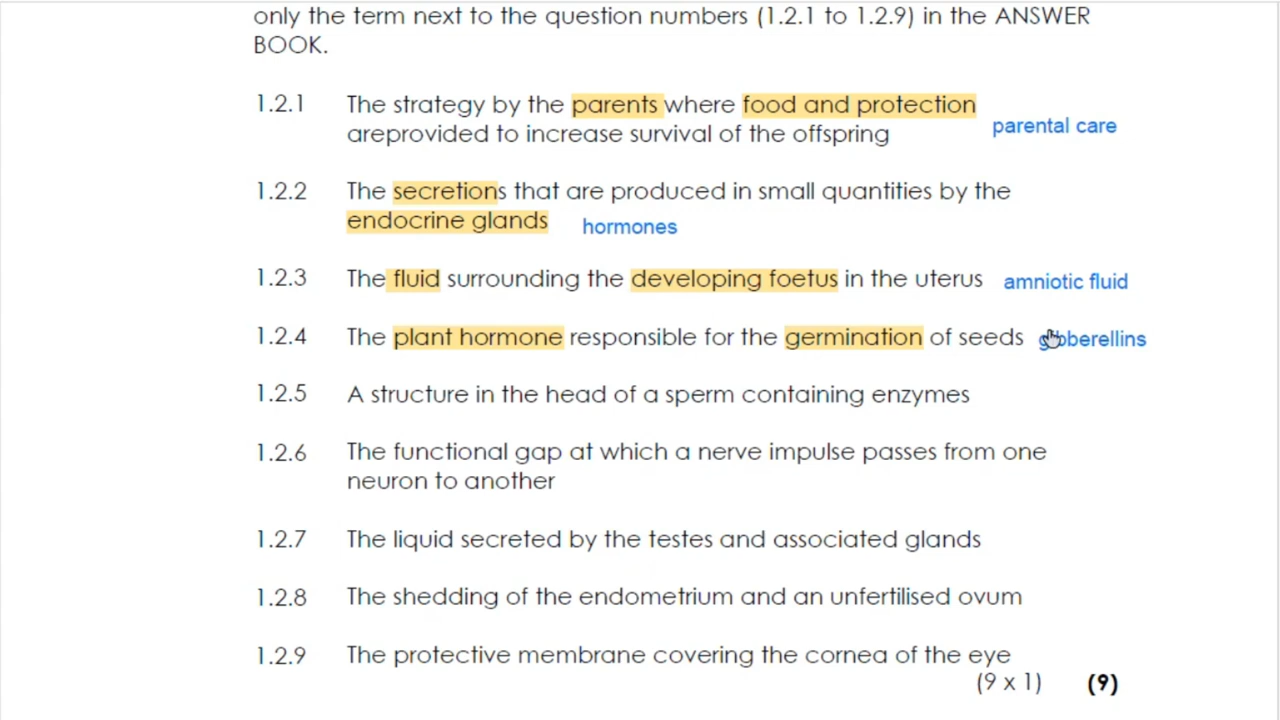 only the term next to the question numbers (1.2.1 to 1.2.9) in the ANSWER
BOOK.
1.2.1 The strategy by the parents where food and protection
areprovided to increase survival of the offspring parental care
1.2.2 The secretions that are produced in small quantities by the
endocrine glands hormones
1.2.3 The fluid surrounding the developing foetus in the uterus amniotic fluid
1.2.4 The plant hormone responsible for the germination of seeds gibberellins
1.2.5 A structure in the head of a sperm containing enzymes
1.2.6 The functional gap at which a nerve impulse passes from one
neuron to another
1.2.7 The liquid secreted by the testes and associated glands
1.2.8 The shedding of the endometrium and an unfertilised ovum
1.2.9 The protective membrane covering the cornea of the eye
(9 x 1) (9)